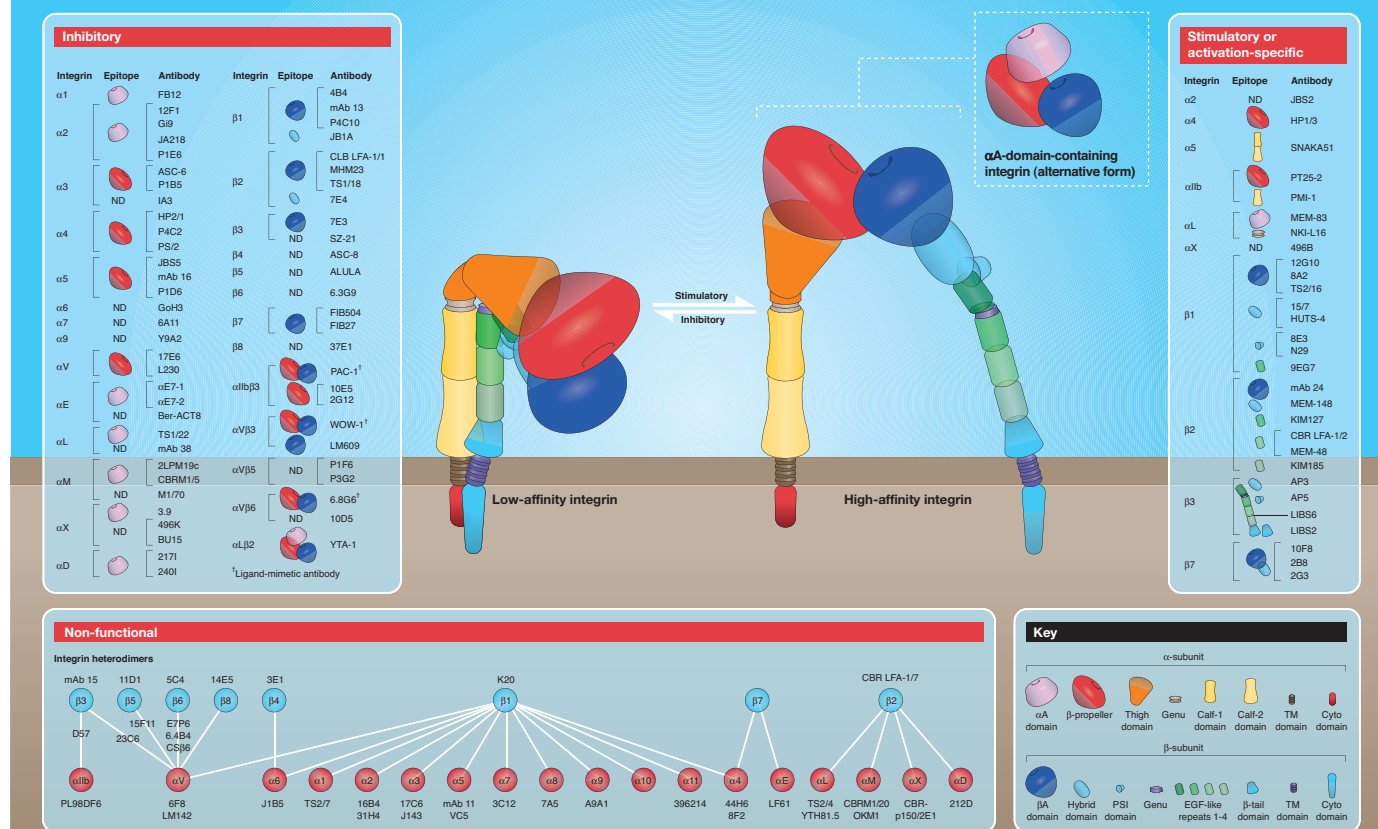 Inhibitory
Integrin Epitope Antibody
α1 FB12
α2 12F1
Gi9
JA218
P1E6
α3 ASC-6
P1B5
ND IA3
α4 HP2/1
P4C2
PS/2
α5 JBS5
mAb 16
P1D6
α6 ND GoH3
α7 ND 6A11
α9 ND Y9A2
αV 17E6
L230
αE αE7-1
αE7-2
ND Ber-ACT8
αL TS1/22
ND mAb 38
αM 2LPM19c
CBRM1/5
ND M1/70
αX 3.9
ND 496K
BU15
αD 217I
240I
Integrin Epitope Antibody
β1 4B4
mAb 13
P4C10
JB1A
β2 CLB LFA-1/1
MHM23
TS1/18
7E4
β3 7E3
ND SZ-21
β4 ND ASC-8
β5 ND ALULA
β6 ND 6.3G9
β7 FIB504
FIB27
β8 ND 37E1
αIIbβ3 PAC-1†
10E5
2G12
αVβ3 WOW-1†
LM609
αVβ5 ND P1F6
P3G2
αVβ6 6.8G6†
ND 10D5
αLβ2 YTA-1
†Ligand-mimetic antibody
Low-affinity integrin
Stimulatory
Inhibitory
High-affinity integrin
αA-domain-containing
integrin (alternative form)
Stimulatory or
activation-specific
Integrin Epitope Antibody
α2 ND JBS2
α4 HP1/3
α5 SNAKA51
αIIb PT25-2
PMI-1
αL MEM-83
NKI-L16
αX ND 496B
β1 12G10
8A2
TS2/16
15/7
HUTS-4
8E3
N29
9EG7
β2 mAb 24
MEM-148
KIM127
CBR LFA-1/2
MEM-48
KIM185
β3 AP3
AP5
LIBS6
LIBS2
β7 10F8
2B8
2G3
Non-functional
Integrin heterodimers
mAb 15 11D1 5C4 14E5 3E1 K20 CBR LFA-1/7
β3 β5 β6 β8 β4 β1 β7 β2
D57 15F11 E7P6
23C6 6.4B4
CSβ6
αIIb αV α6 α1 α2 α3 α5 α7 α8 α9 α10 α11 α4 αE αL αM αX αD
PL98DF6 6F8 J1B5 TS2/7 16B4 17C6 mAb 11 3C12 7A5 A9A1 396214 44H6 LF61 TS2/4 CBRM1/20 CBR- 212D
LM142 31H4 J143 VC5 8F2 YTH81.5 OKM1 p150/2E1
Key
α-subunit
αA β-propeller Thigh Genu Calf-1 Calf-2 TM Cyto
domain domain domain domain domain domain
β-subunit
βA Hybrid PSI Genu EGF-like β-tail TM Cyto
domain domain domain repeats 1-4 domain domain domain